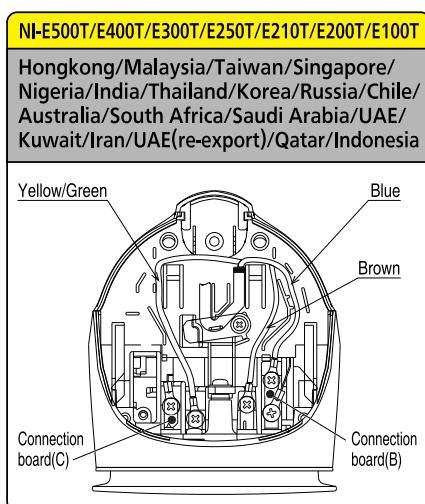 NI-E500T/E400T/E300T/E250T/E210T/E200T/E100T
Hongkong/Malaysia/Taiwan/Singapore/
Nigeria/India/Thailand/Korea/Russia/Chile/
Australia/South Africa/Saudi Arabia/UAE/
Kuwait/Iran/UAE(re-export)/Qatar/Indonesia
Yellow/Green
Blue
Brown
Connection
board(C)
Connection
board(B)